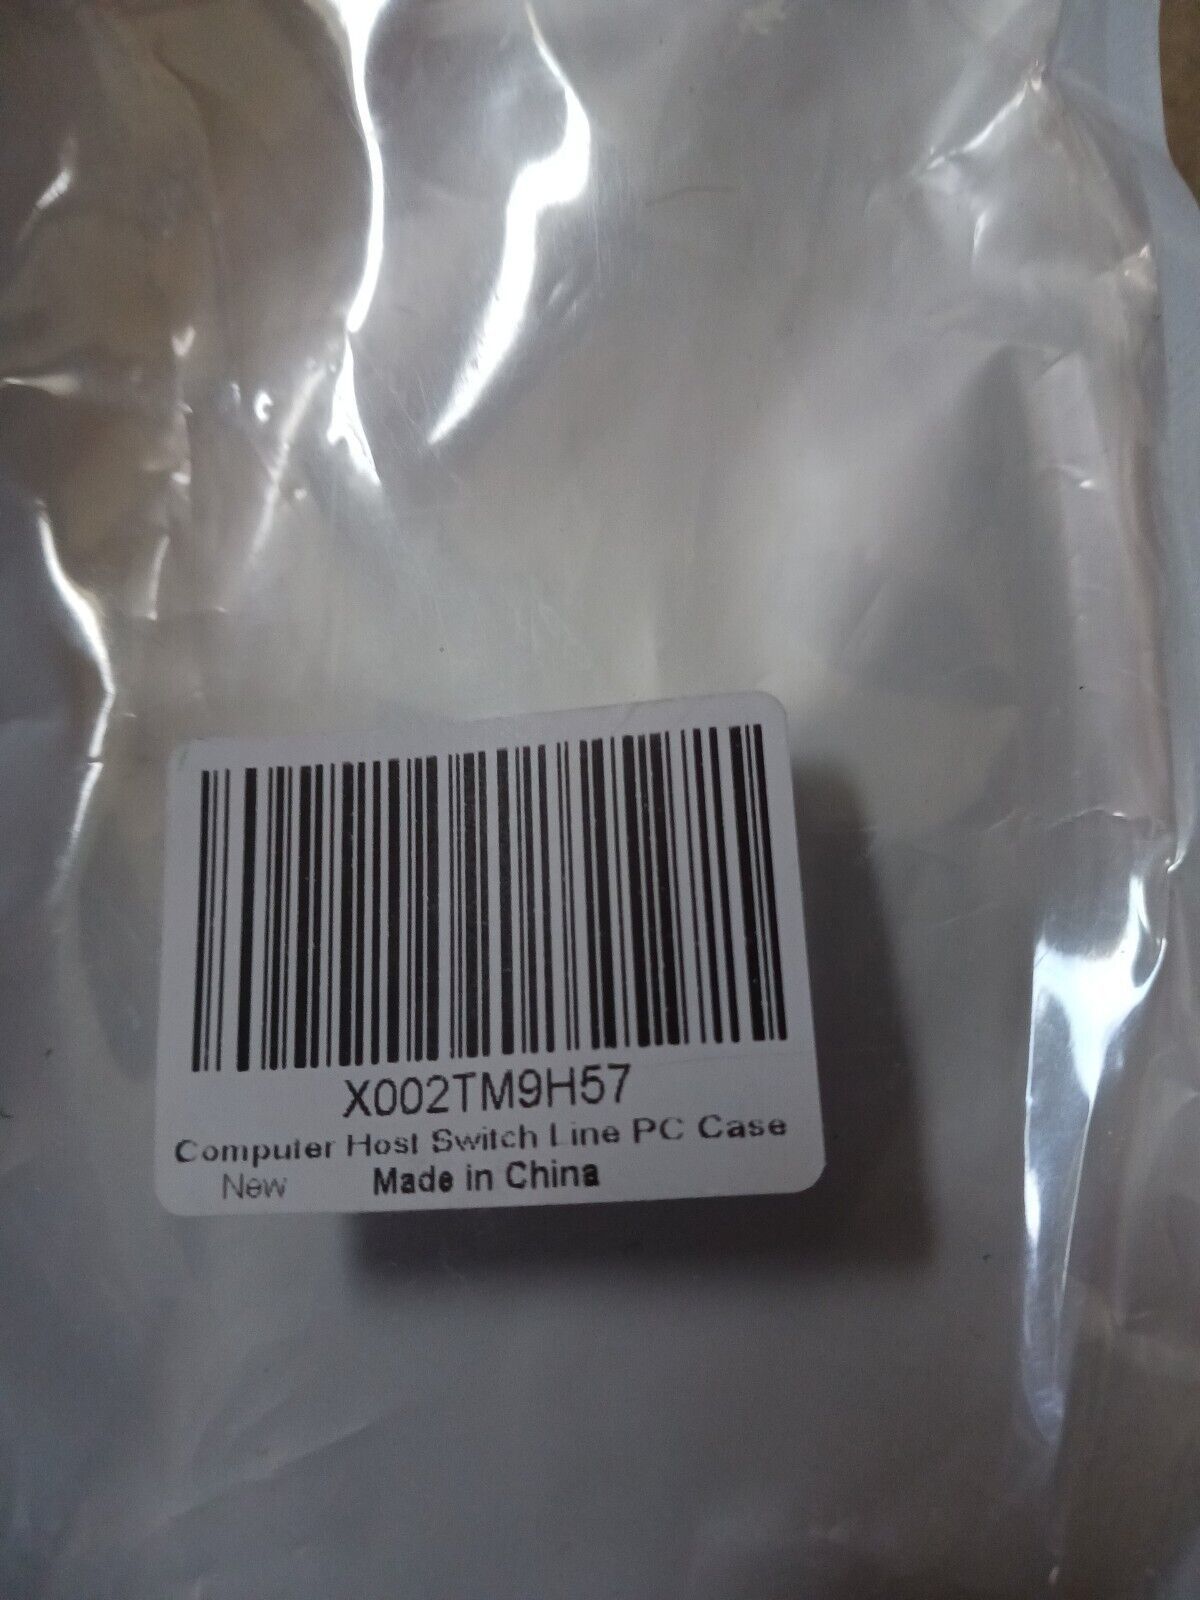 X002TM9H57
Computer Host Switch Line PC Case
New Made in China